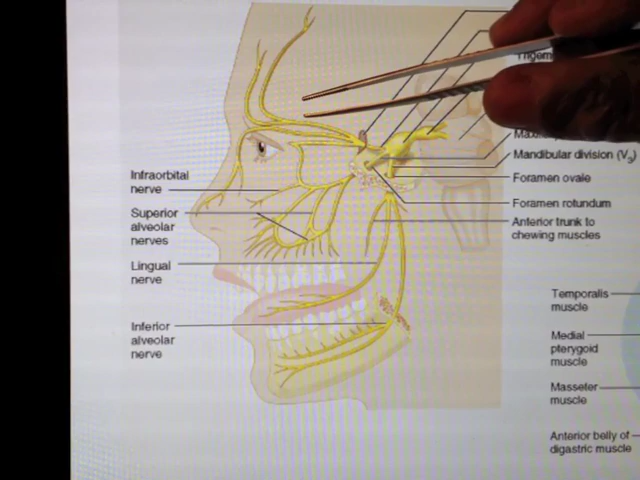 Trigem
Mandibular division (V3)
Infraorbital
nerve
Foramen ovale
Foramen rotundum
Superior
alveolar
nerves
Anterior trunk to
chewing muscles
Lingual
nerve
Temporalis
muscle
Inferior
alveolar
nerve
Medial
pterygoid
muscle
Masseter
muscle
Anterior belly of
digastric muscle